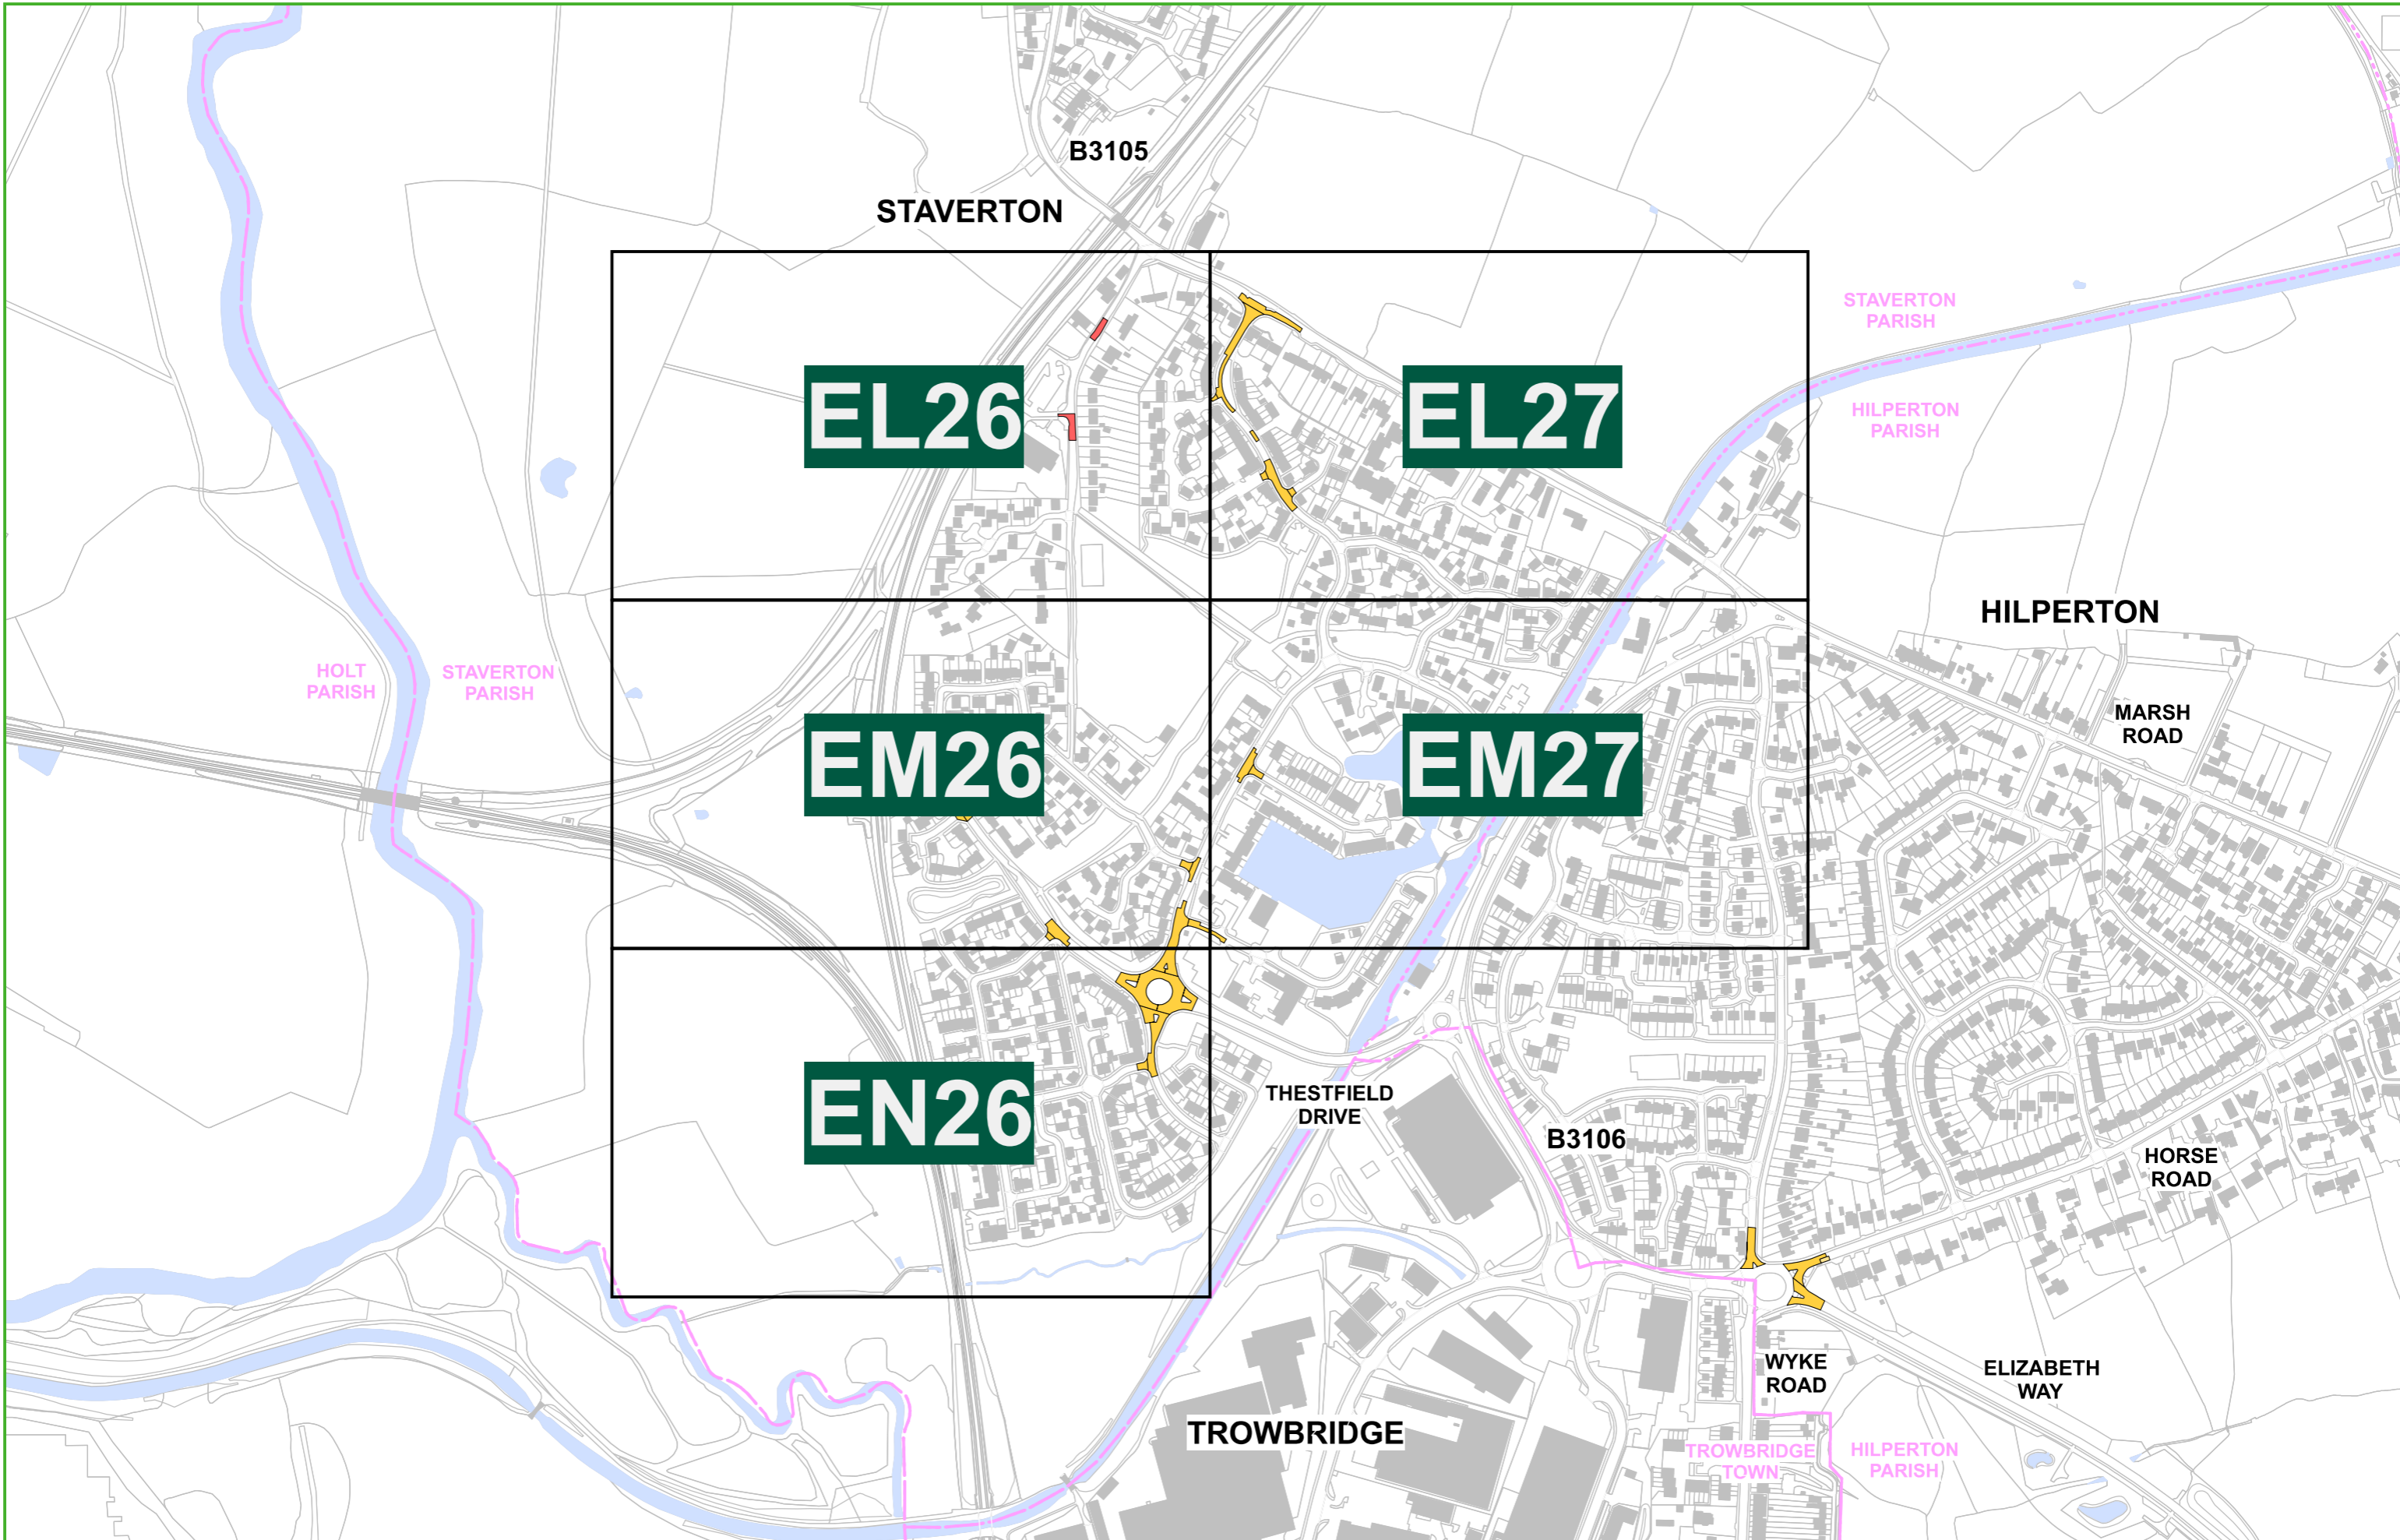 B3105
STAVERTON
STAVERTON
PARISH
EL26
EL27
HILPERTON
PARISH
HILPERTON
HOLT
PARISH
STAVERTON
PARISH
MARSH
ROAD
EM26
EM27
THESTFIELD
DRIVE
EN26
B3106
HORSE
ROAD
WYKE
ROAD
ELIZABETH
WAY
TROWBRIDGE
TROWBRIDGE
TOWN
HILPERTON
PARISH